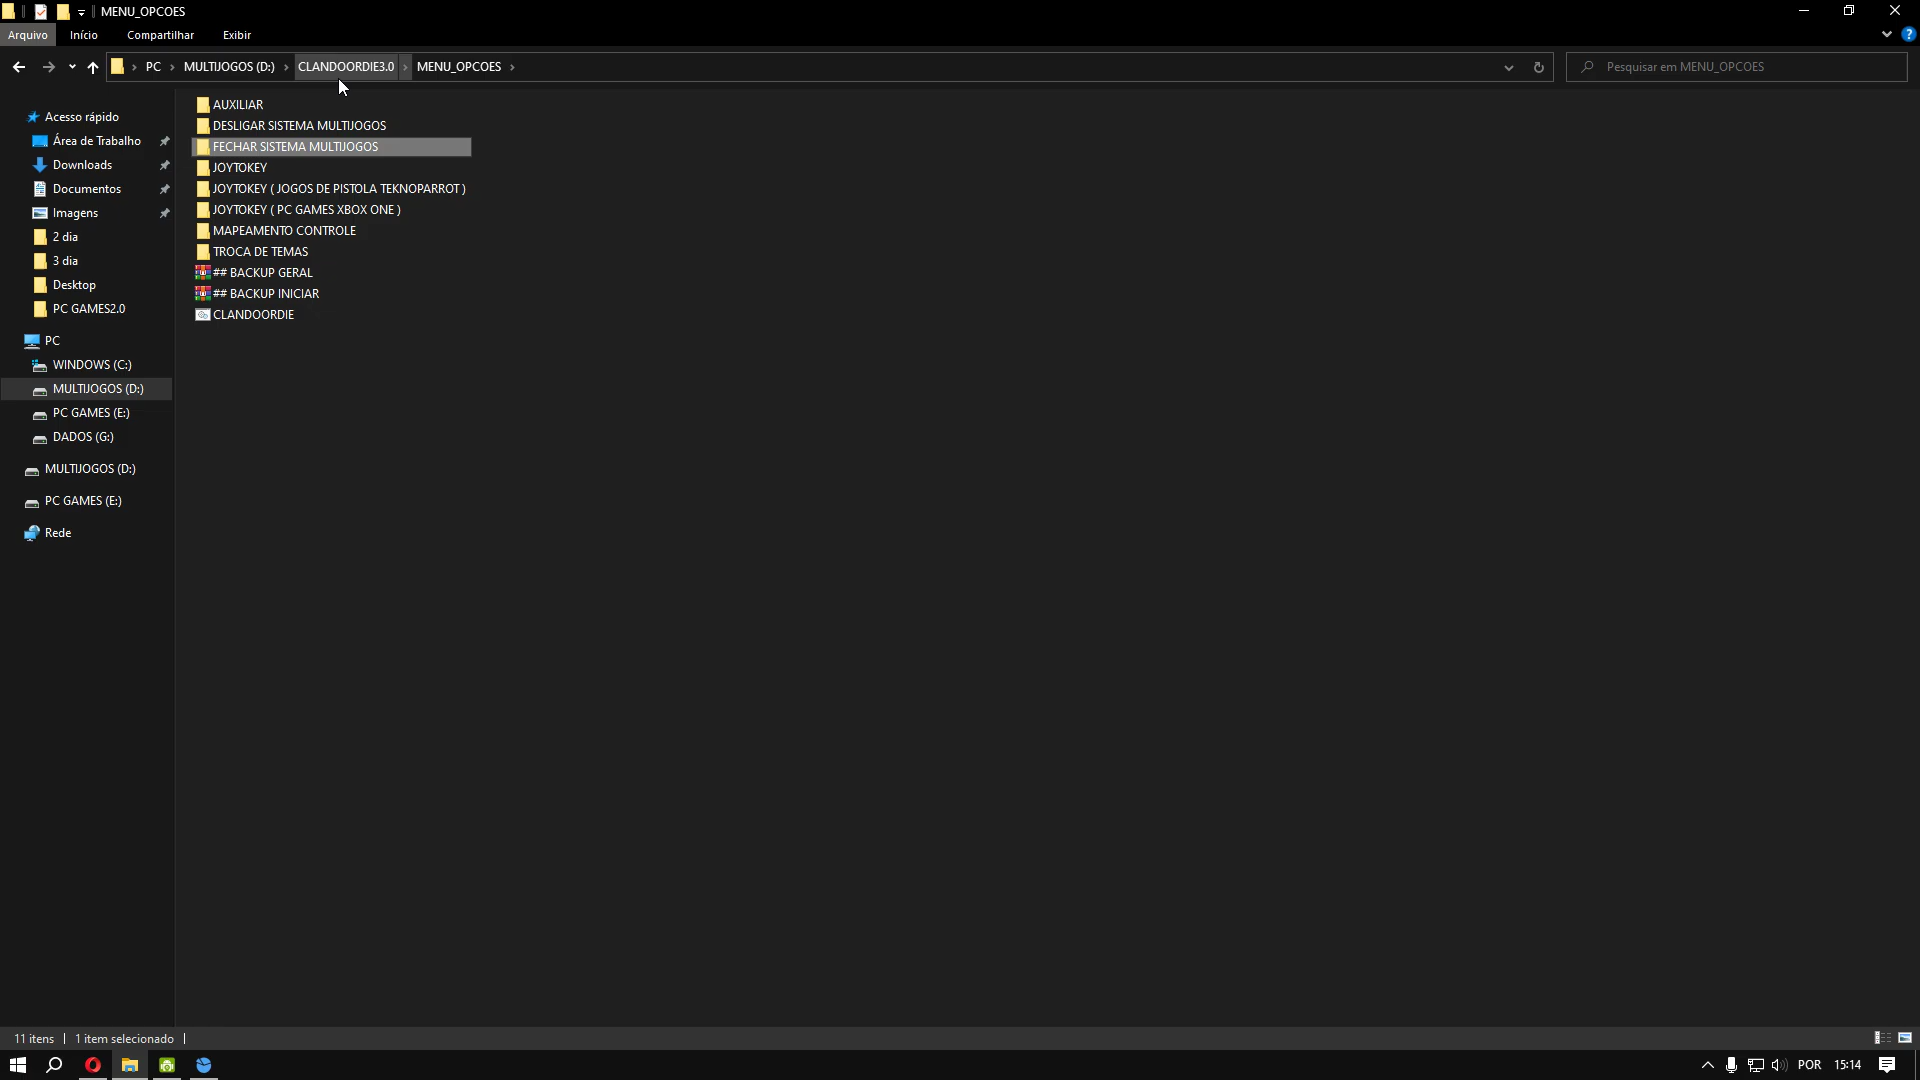 MENU_OPCOES
Arquivo Início Compartilhar Exibir
PC MULTIJOGOS (D:) CLANDOORDIE3.0 MENU_OPCOES Pesquisar em MENU_OPCOES
Acesso rápido
Área de Trabalho
Downloads
Documentos
Imagens
2 dia
3 dia
Desktop
PC GAMES2.0
PC
WINDOWS (C:)
MULTIJOGOS (D:)
PC GAMES (E:)
DADOS (G:)
MULTIJOGOS (D:)
PC GAMES (E:)
Rede
AUXILIAR
DESLIGAR SISTEMA MULTIJOGOS
FECHAR SISTEMA MULTIJOGOS
JOYTOKEY
JOYTOKEY ( JOGOS DE PISTOLA TEKNOPARROT )
JOYTOKEY ( PC GAMES XBOX ONE )
MAPEAMENTO CONTROLE
TROCA DE TEMAS
## BACKUP GERAL
## BACKUP INICIAR
CLANDOORDIE
11 itens 1 item selecionado
POR 15:14